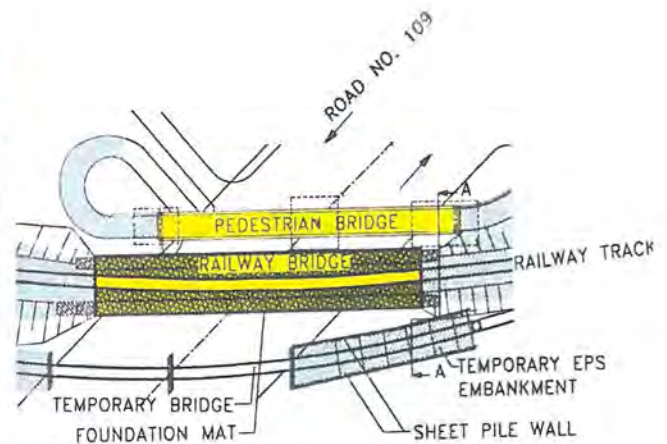 ROAD NO. 109
A
PEDESTRIAN BRIDGE
RAILWAY BRIDGE
RAILWAY TRACK
A
TEMPORARY EPS
EMBANKMENT
TEMPORARY BRIDGE
FOUNDATION MAT
SHEET PILE WALL